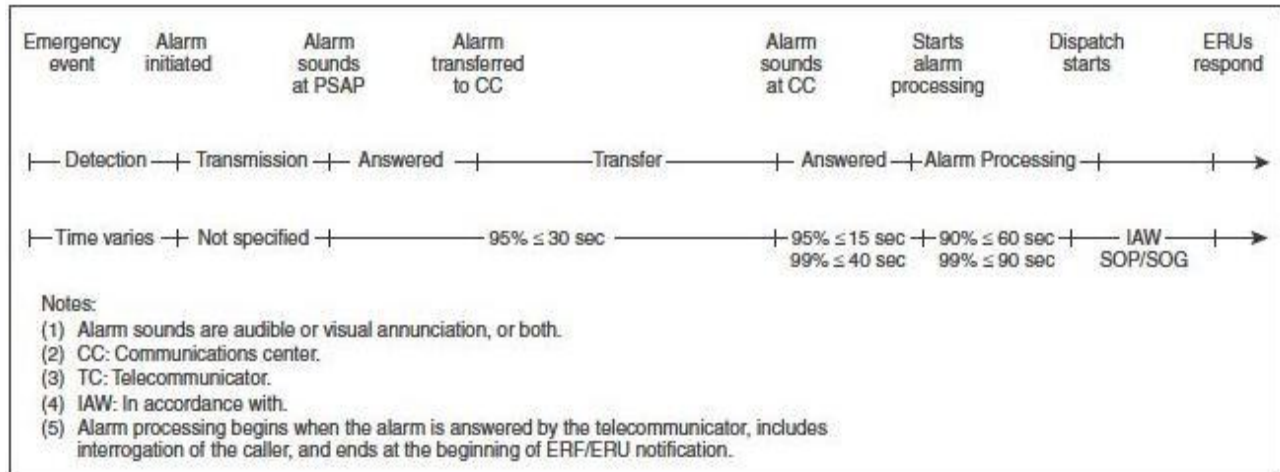 Emergency event
Alarm initiated
Alarm sounds at PSAP
Alarm transferred to CC
Alarm sounds at CC
Starts alarm processing
Dispatch starts
ERUs respond
Detection Transmission Answered Transfer Answered Alarm Processing
Time varies Not specified 95% ≤ 30 sec 95% ≤ 15 sec 90% ≤ 60 sec IAW
99% ≤ 40 sec 99% ≤ 90 sec SOP/SOG
Notes:
(1) Alarm sounds are audible or visual annunciation, or both.
(2) CC: Communications center.
(3) TC: Telecommunicator.
(4) IAW: In accordance with.
(5) Alarm processing begins when the alarm is answered by the telecommunicator, includes
interrogation of the caller, and ends at the beginning of ERF/ERU notification.